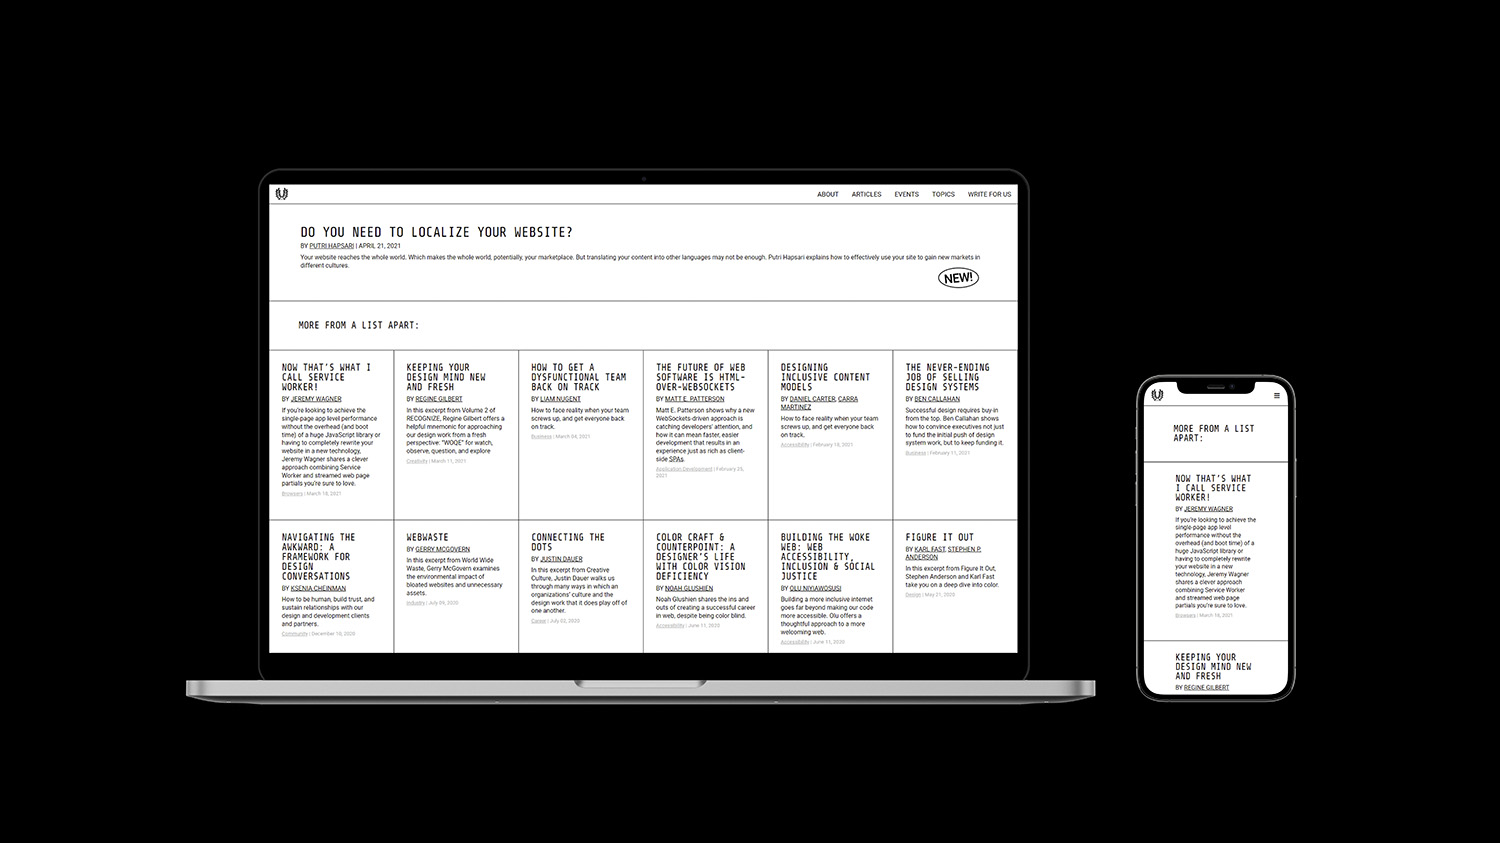 ABOUT ARTICLES EVENTS TOPICS WRITE FOR US
DO YOU NEED TO LOCALIZE YOUR WEBSITE?
BY PUTRI HAPSARI | APRIL 21, 2021
Your website reaches the whole world. Which makes the whole world, potentially, your marketplace. But translating your content into other languages may not be enough. Putri Hapsari explains how to effectively use your site to gain new markets in
different cultures.
NEW!
MORE FROM A LIST APART:
NOW THAT'S WHAT I
CALL SERVICE
WORKER!
BY JEREMY WAGNER
If you're looking to achieve the
single-page app level performance
without the overhead (and boot
time) of a huge JavaScript library or
having to completely rewrite your
website in a new technology,
Jeremy Wagner shares a clever
approach combining Service
Worker and streamed web page
partials you're sure to love.
Browsers | March 18, 2021
KEEPING YOUR
DESIGN MIND NEW
AND FRESH
BY REGINE GILBERT
In this excerpt from Volume 2 of
RECOGNIZE, Regine Gilbert offers a
helpful mnemonic for approaching
our design work from a fresh
perspective: "WOQE" for watch,
observe, question, and explore
Creativity | March 11, 2021
HOW TO GET A
DYSFUNCTIONAL TEAM
BACK ON TRACK
BY LIAM NUGENT
How to face reality when your team
screws up, and get everyone back
on track.
Business | March 04, 2021
THE FUTURE OF WEB
SOFTWARE IS HTML-
OVER-WEBSOCKETS
BY MATT E. PATTERSON
Matt E. Patterson shows why a new
WebSockets-driven approach is
catching developers' attention, and
how it can mean faster, easier
development that results in an
experience just as rich as client-
side SPAs.
Application Development | February 25,
2021
DESIGNING
INCLUSIVE CONTENT
MODELS
BY DANIEL CARTER, CARRA
MARTINEZ
How to face reality when your team
screws up, and get everyone back
on track.
Accessibility | February 18, 2021
THE NEVER-ENDING
JOB OF SELLING
DESIGN SYSTEMS
BY BEN CALLAHAN
Successful design requires buy-in
from the top. Ben Callahan shows
how to convince executives not just
to fund the initial push of design
system work, but to keep funding it.
Business | February 11, 2021
NAVIGATING THE
AWKWARD: A
FRAMEWORK FOR
DESIGN
CONVERSATIONS
BY KSENIA CHEINMAN
How to be human, build trust, and
sustain relationships with our
design and development clients
and partners.
Community | December 10, 2020
WEBWASTE
BY GERRY MCGOVERN
In this excerpt from World Wide
Waste, Gerry McGovern examines
the environmental impact of
bloated websites and unnecessary
assets.
Industry | July 09, 2020
CONNECTING THE
DOTS
BY JUSTIN DAUER
In this excerpt from Creative
Culture, Justin Dauer walks us
through many ways in which an
organizations' culture and the
design work that it does play off of
one another.
Career | July 02, 2020
COLOR CRAFT &
COUNTERPOINT: A
DESIGNER'S LIFE
WITH COLOR VISION
DEFICIENCY
BY NOAH GLUSHIEN
Noah Glushien shares the ins and
outs of creating a successful career
in web, despite being color blind.
Accessibility | June 11, 2020
BUILDING THE WOKE
WEB: WEB
ACCESSIBILITY,
INCLUSION & SOCIAL
JUSTICE
BY OLU NIYIAWOSUSI
Building a more inclusive internet
goes far beyond making our code
more accessible. Olu offers a
thoughtful approach to a more
welcoming web.
Accessibility | June 11, 2020
FIGURE IT OUT
BY KARL FAST, STEPHEN P.
ANDERSON
In this excerpt from Figure It Out,
Stephen Anderson and Karl Fast
take you on a deep dive into color.
Design | May 21, 2020
MORE FROM A LIST
APART:
NOW THAT'S WHAT
I CALL SERVICE
WORKER!
BY JEREMY WAGNER
If you're looking to achieve the
single-page app level
performance without the
overhead (and boot time) of a
huge JavaScript library or
having to completely rewrite
your website in a new
technology, Jeremy Wagner
shares a clever approach
combining Service Worker
and streamed web page
partials you're sure to love.
Browsers | March 18, 2021
KEEPING YOUR
DESIGN MIND NEW
AND FRESH
BY REGINE GILBERT